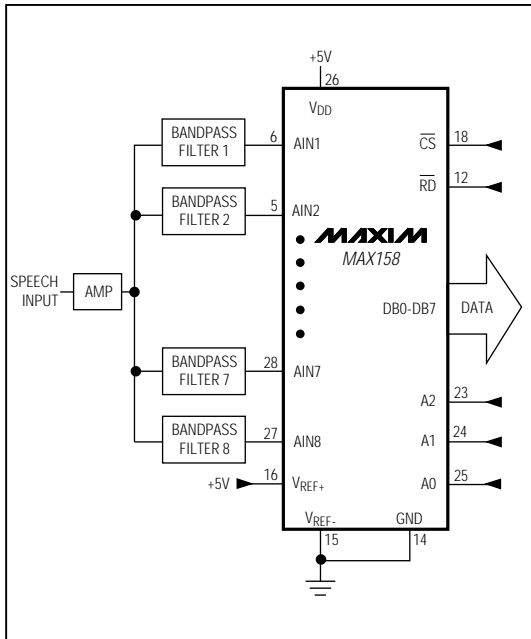 +5V
26
VDD
BANDPASS
FILTER 1
6
AIN1
CS
18
RD
12
BANDPASS
FILTER 2
5
AIN2
MAXIM
MAX158
SPEECH
INPUT
AMP
DB0-DB7
DATA
BANDPASS
FILTER 7
28
AIN7
A2
23
BANDPASS
FILTER 8
27
AIN8
A1
24
+5V
16
VREF+
A0
25
VREF-
GND
15
14